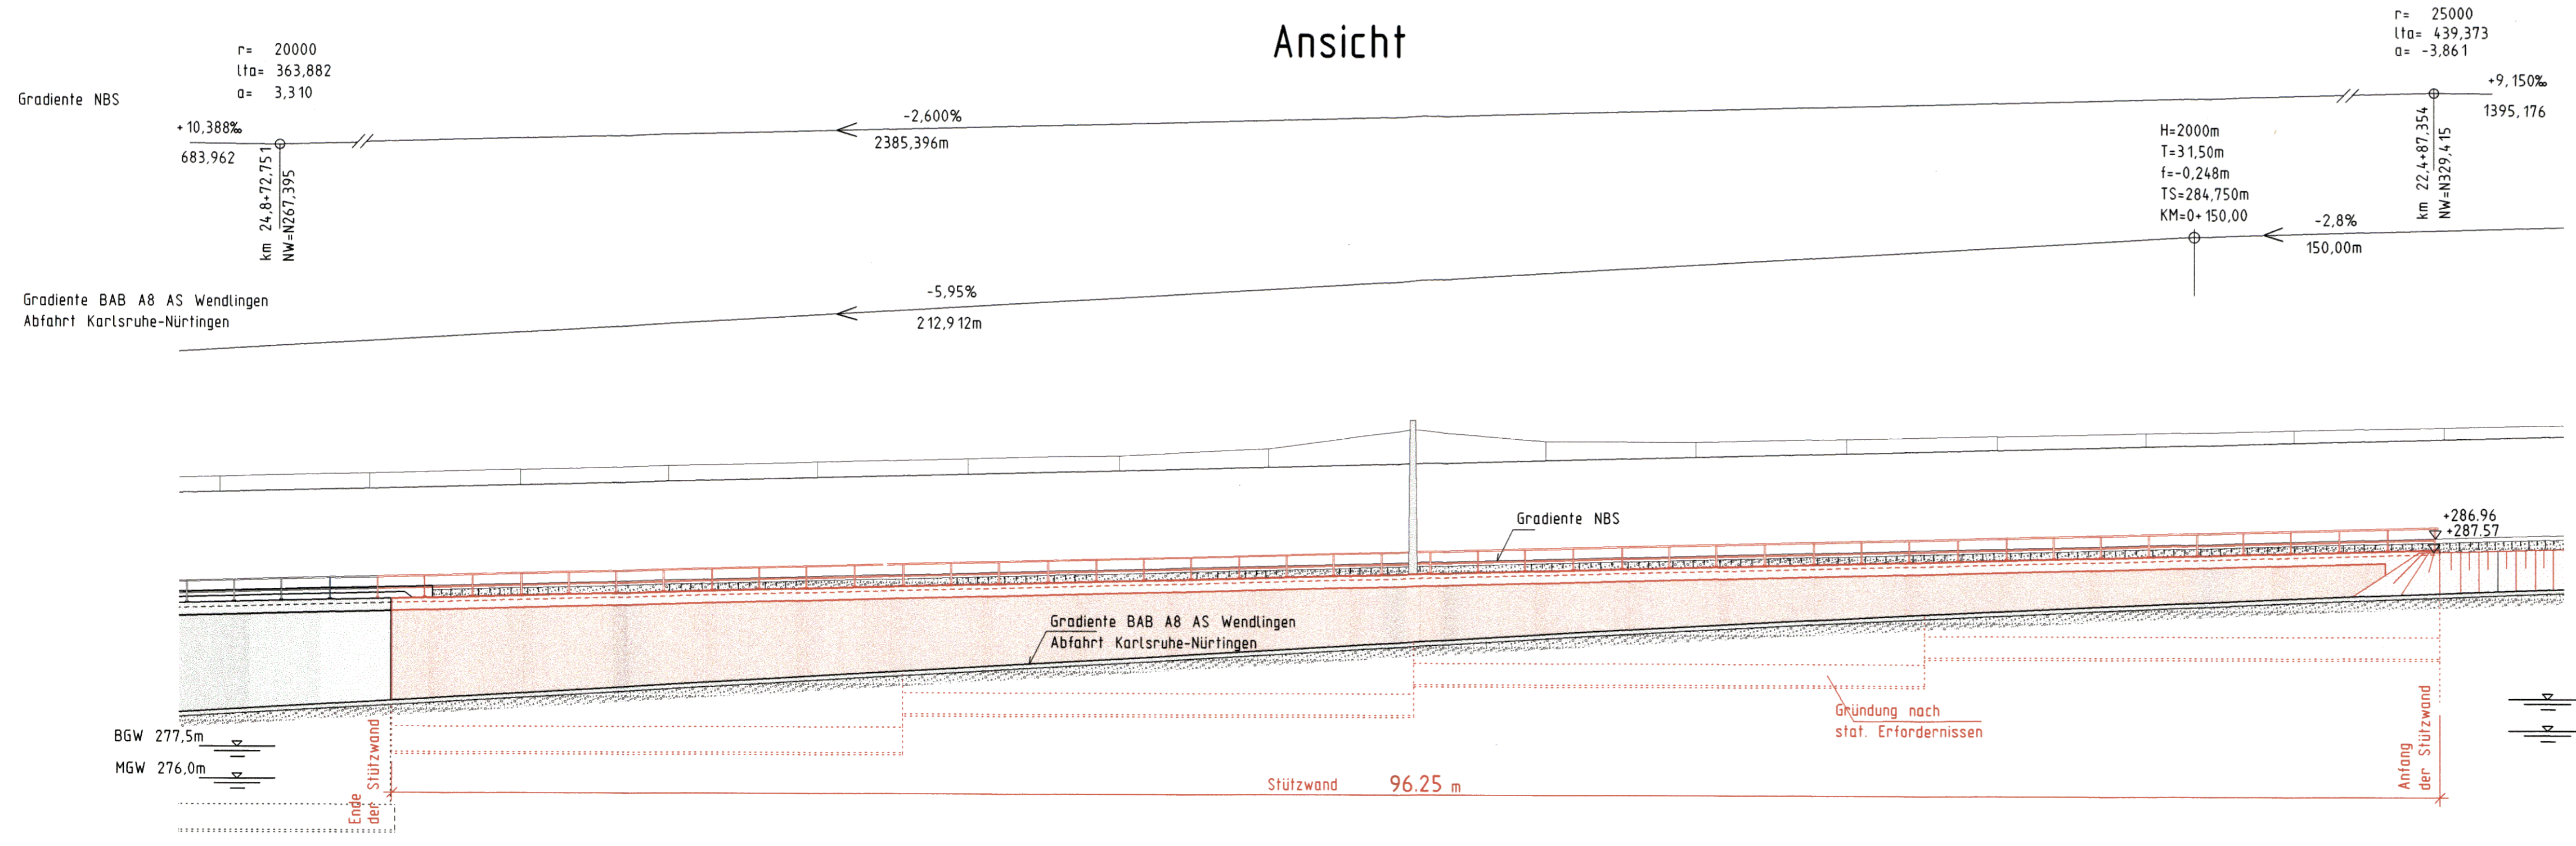 Ansicht
r= 20000
lta= 363,882
a= 3,310
r= 25000
lta= 439,373
a= -3,861
Gradiente NBS
+10,388‰
683,962
km 24,8+72,751
NW=N267,395
-2,600%
2385,396m
+9,150‰
1395,176
km 22,4+87,354
NW=N329,415
H=2000m
T=31,50m
f=-0,248m
TS=284,750m
KM=0+150,00
-2,8%
150,00m
Gradiente BAB A8 AS Wendlingen
Abfahrt Karlsruhe-Nürtingen
-5,95%
212,912m
Gradiente NBS
+286.96
+287.57
Gradiente BAB A8 AS Wendlingen
Abfahrt Karlsruhe-Nürtingen
Gründung nach
stat. Erfordernissen
BGW 277,5m
MGW 276,0m
Ende
der Stützwand
Stützwand 96.25 m
Anfang
der Stützwand